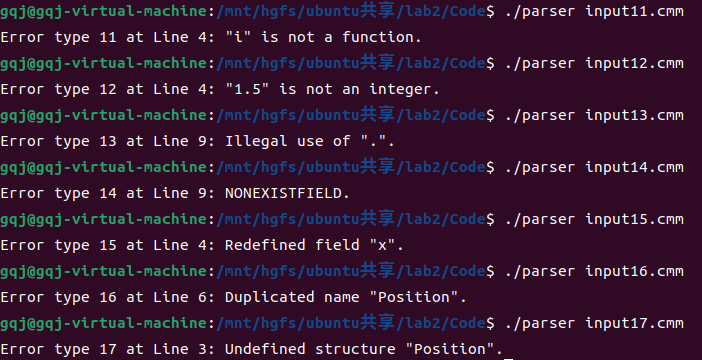 gqj@gqj-virtual-machine:/mnt/hgfs/ubuntu共享/lab2/Code$ ./parser input11.cmm
Error type 11 at Line 4: "i" is not a function.
gqj@gqj-virtual-machine:/mnt/hgfs/ubuntu共享/lab2/Code$ ./parser input12.cmm
Error type 12 at Line 4: "1.5" is not an integer.
gqj@gqj-virtual-machine:/mnt/hgfs/ubuntu共享/lab2/Code$ ./parser input13.cmm
Error type 13 at Line 9: Illegal use of ".".
gqj@gqj-virtual-machine:/mnt/hgfs/ubuntu共享/lab2/Code$ ./parser input14.cmm
Error type 14 at Line 9: NONEXISTFIELD.
gqj@gqj-virtual-machine:/mnt/hgfs/ubuntu共享/lab2/Code$ ./parser input15.cmm
Error type 15 at Line 4: Redefined field "x".
gqj@gqj-virtual-machine:/mnt/hgfs/ubuntu共享/lab2/Code$ ./parser input16.cmm
Error type 16 at Line 6: Duplicated name "Position".
gqj@gqj-virtual-machine:/mnt/hgfs/ubuntu共享/lab2/Code$ ./parser input17.cmm
Error type 17 at Line 3: Undefined structure "Position".